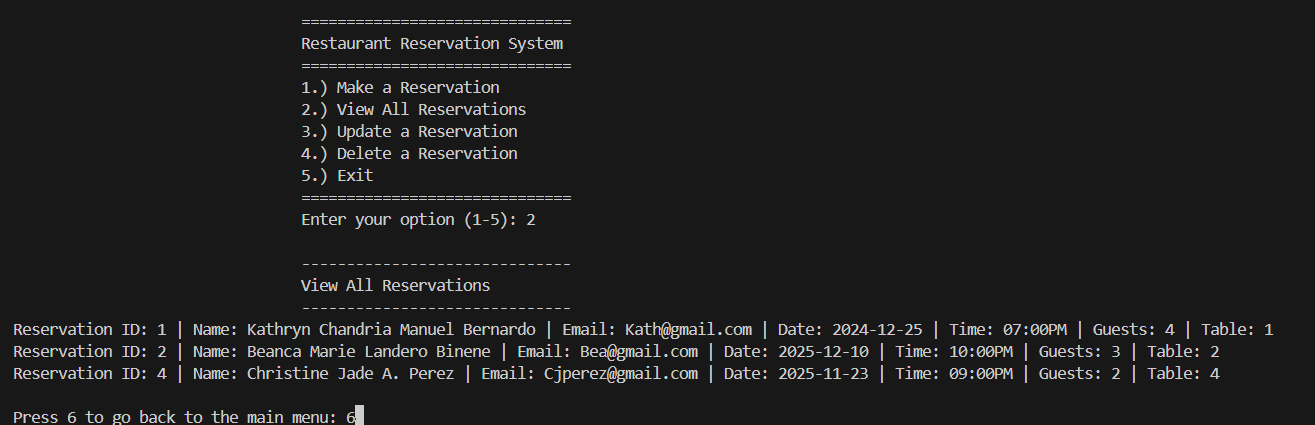 ==============================
Restaurant Reservation System
==============================
1.) Make a Reservation
2.) View All Reservations
3.) Update a Reservation
4.) Delete a Reservation
5.) Exit
==============================
Enter your option (1-5): 2
------------------------------
View All Reservations
------------------------------
Reservation ID: 1 | Name: Kathryn Chandria Manuel Bernardo | Email: Kath@gmail.com | Date: 2024-12-25 | Time: 07:00PM | Guests: 4 | Table: 1
Reservation ID: 2 | Name: Beanca Marie Landero Binene | Email: Bea@gmail.com | Date: 2025-12-10 | Time: 10:00PM | Guests: 3 | Table: 2
Reservation ID: 4 | Name: Christine Jade A. Perez | Email: Cjperez@gmail.com | Date: 2025-11-23 | Time: 09:00PM | Guests: 2 | Table: 4
Press 6 to go back to the main menu: 6